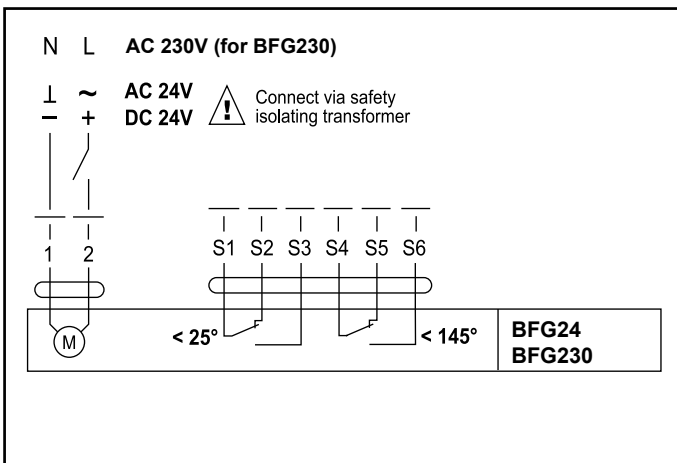 N L AC 230V (for BFG230)
⊥ ~ AC 24V
− + DC 24V
! Connect via safety
isolating transformer
1 2 S1 S2 S3 S4 S5 S6
M < 25° < 145° BFG24
BFG230